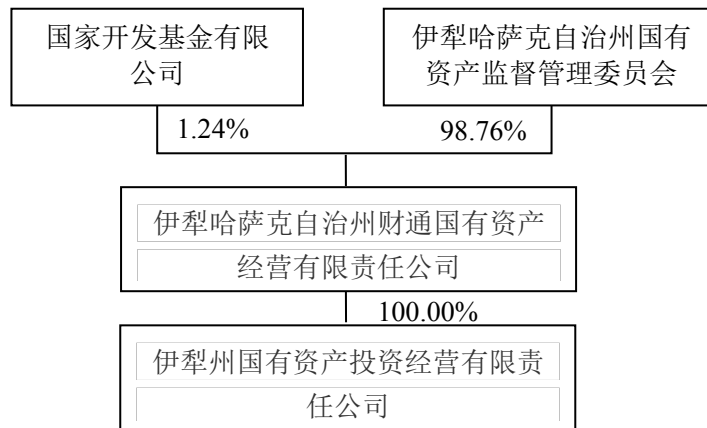 国家开发基金有限
公司
伊犁哈萨克自治州国有
资产监督管理委员会
1.24%
98.76%
伊犁哈萨克自治州财通国有资产
经营有限责任公司
100.00%
伊犁州国有资产投资经营有限责
任公司